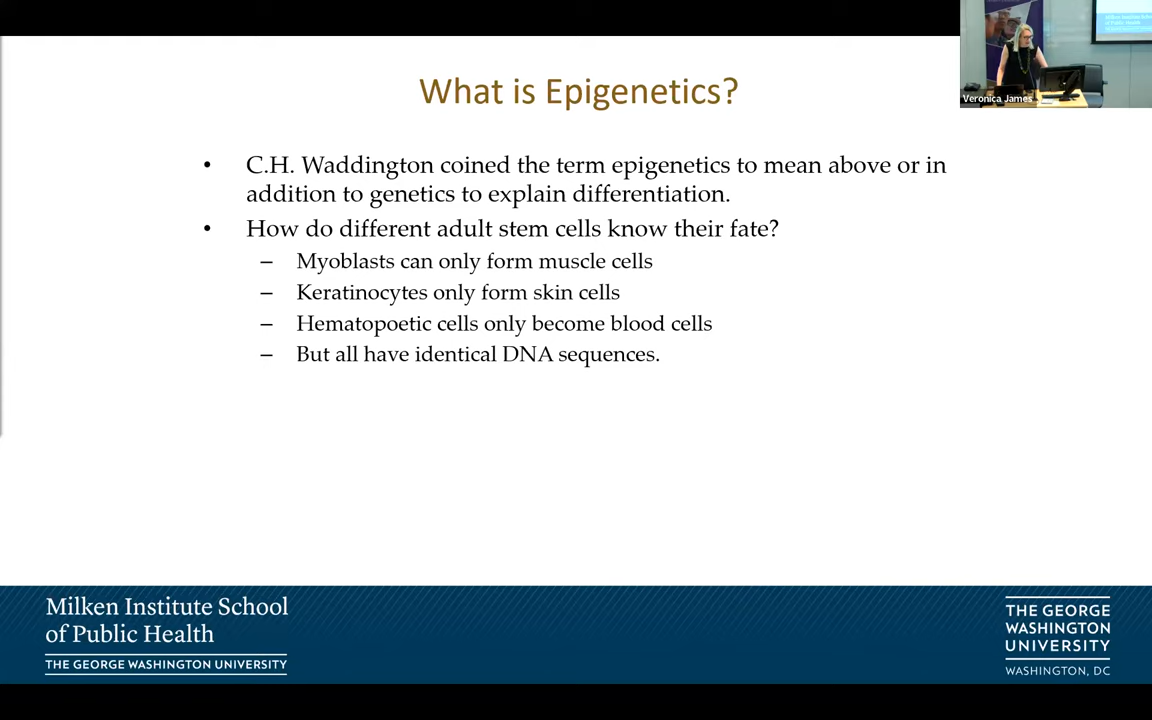 What is Epigenetics?
Veronica James
• C.H. Waddington coined the term epigenetics to mean above or in
addition to genetics to explain differentiation.
• How do different adult stem cells know their fate?
– Myoblasts can only form muscle cells
– Keratinocytes only form skin cells
– Hematopoetic cells only become blood cells
– But all have identical DNA sequences.
Milken Institute School
of Public Health
THE GEORGE WASHINGTON UNIVERSITY
THE GEORGE
WASHINGTON
UNIVERSITY
WASHINGTON, DC